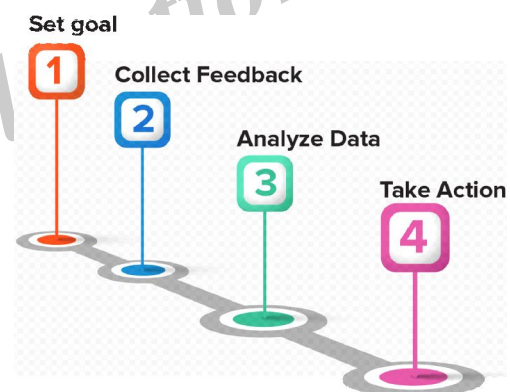 Set goal
1
Collect Feedback
2
Analyze Data
3
Take Action
4